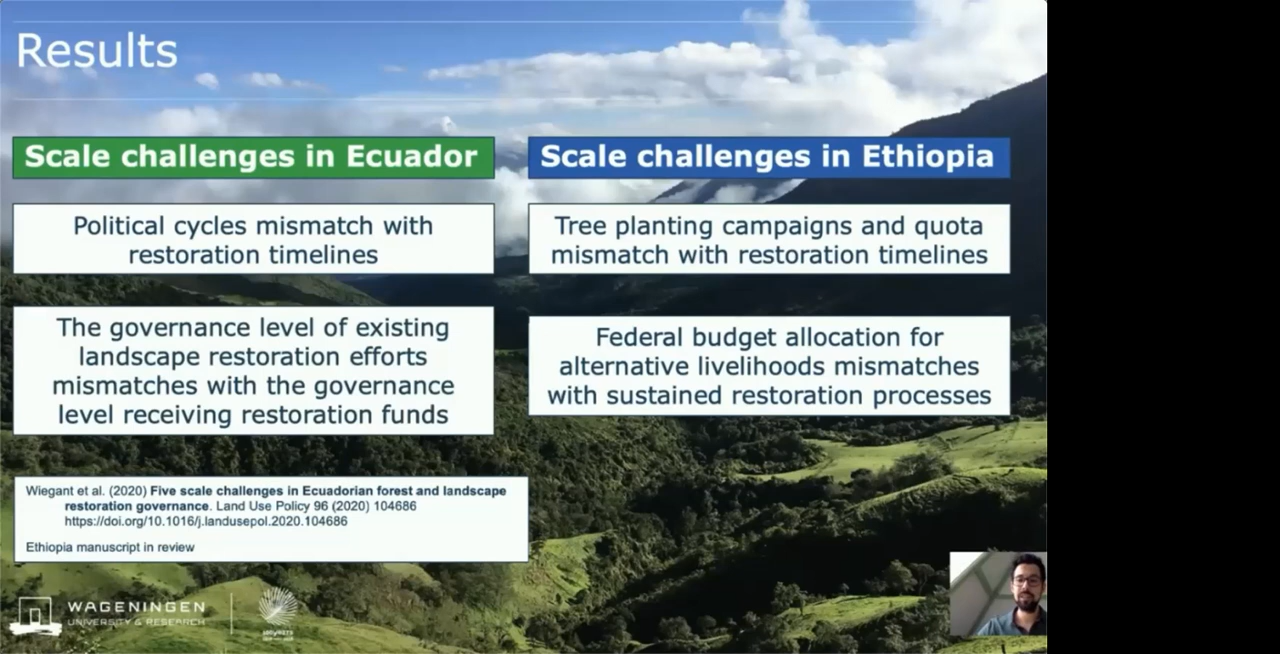 Results
Scale challenges in Ecuador
Scale challenges in Ethiopia
Political cycles mismatch with
restoration timelines
Tree planting campaigns and quota
mismatch with restoration timelines
The governance level of existing
landscape restoration efforts
mismatches with the governance
level receiving restoration funds
Federal budget allocation for
alternative livelihoods mismatches
with sustained restoration processes
Wiegant et al. (2020) Five scale challenges in Ecuadorian forest and landscape
restoration governance. Land Use Policy 96 (2020) 104686
https://doi.org/10.1016/j.landusepol.2020.104686
Ethiopia manuscript in review
WAGENINGEN
UNIVERSITY & RESEARCH